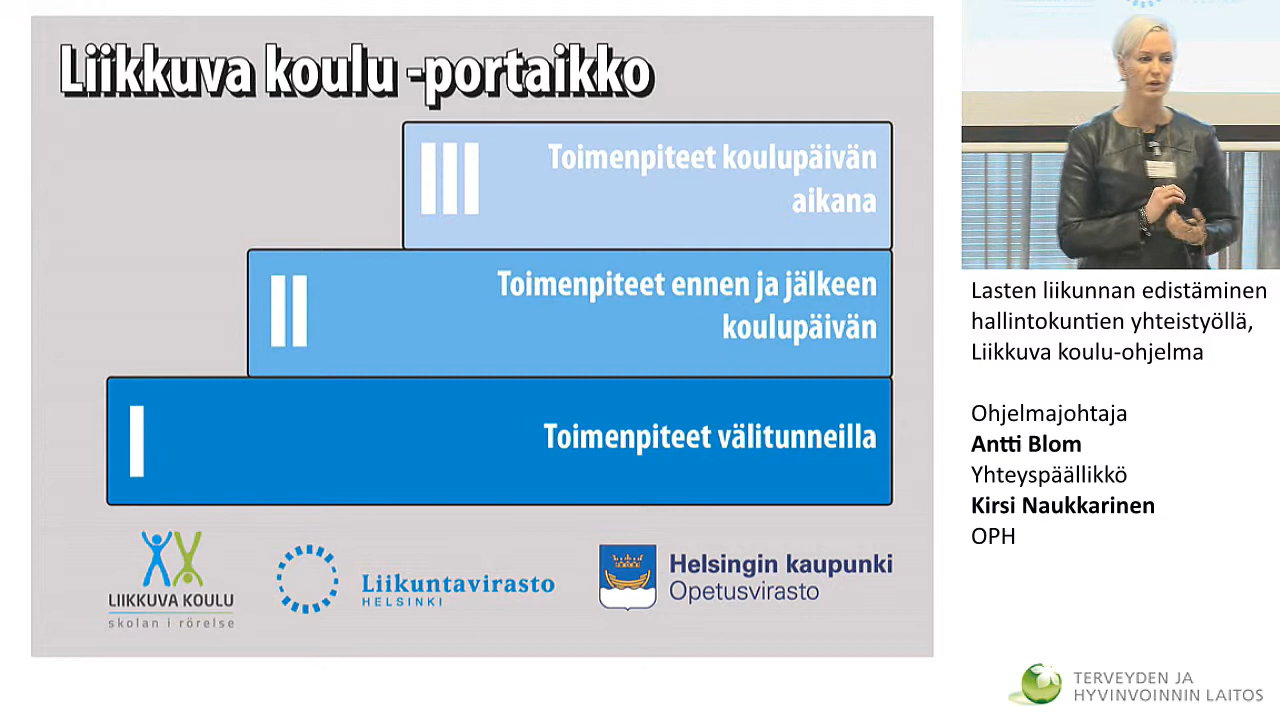 Liikkuva koulu -portaikko
III
Toimenpiteet koulupäivän
aikana
II
Toimenpiteet ennen ja jälkeen
koulupäivän
I
Toimenpiteet välitunneilla
LIIKKUVA KOULU
skolan i rörelse
Liikuntavirasto
HELSINKI
Helsingin kaupunki
Opetusvirasto
Lasten liikunnan edistäminen
hallintokuntien yhteistyöllä,
Liikkuva koulu-ohjelma
Ohjelmajohtaja
Antti Blom
Yhteyspäällikkö
Kirsi Naukkarinen
OPH
TERVEYDEN JA
HYVINVOINNIN LAITOS